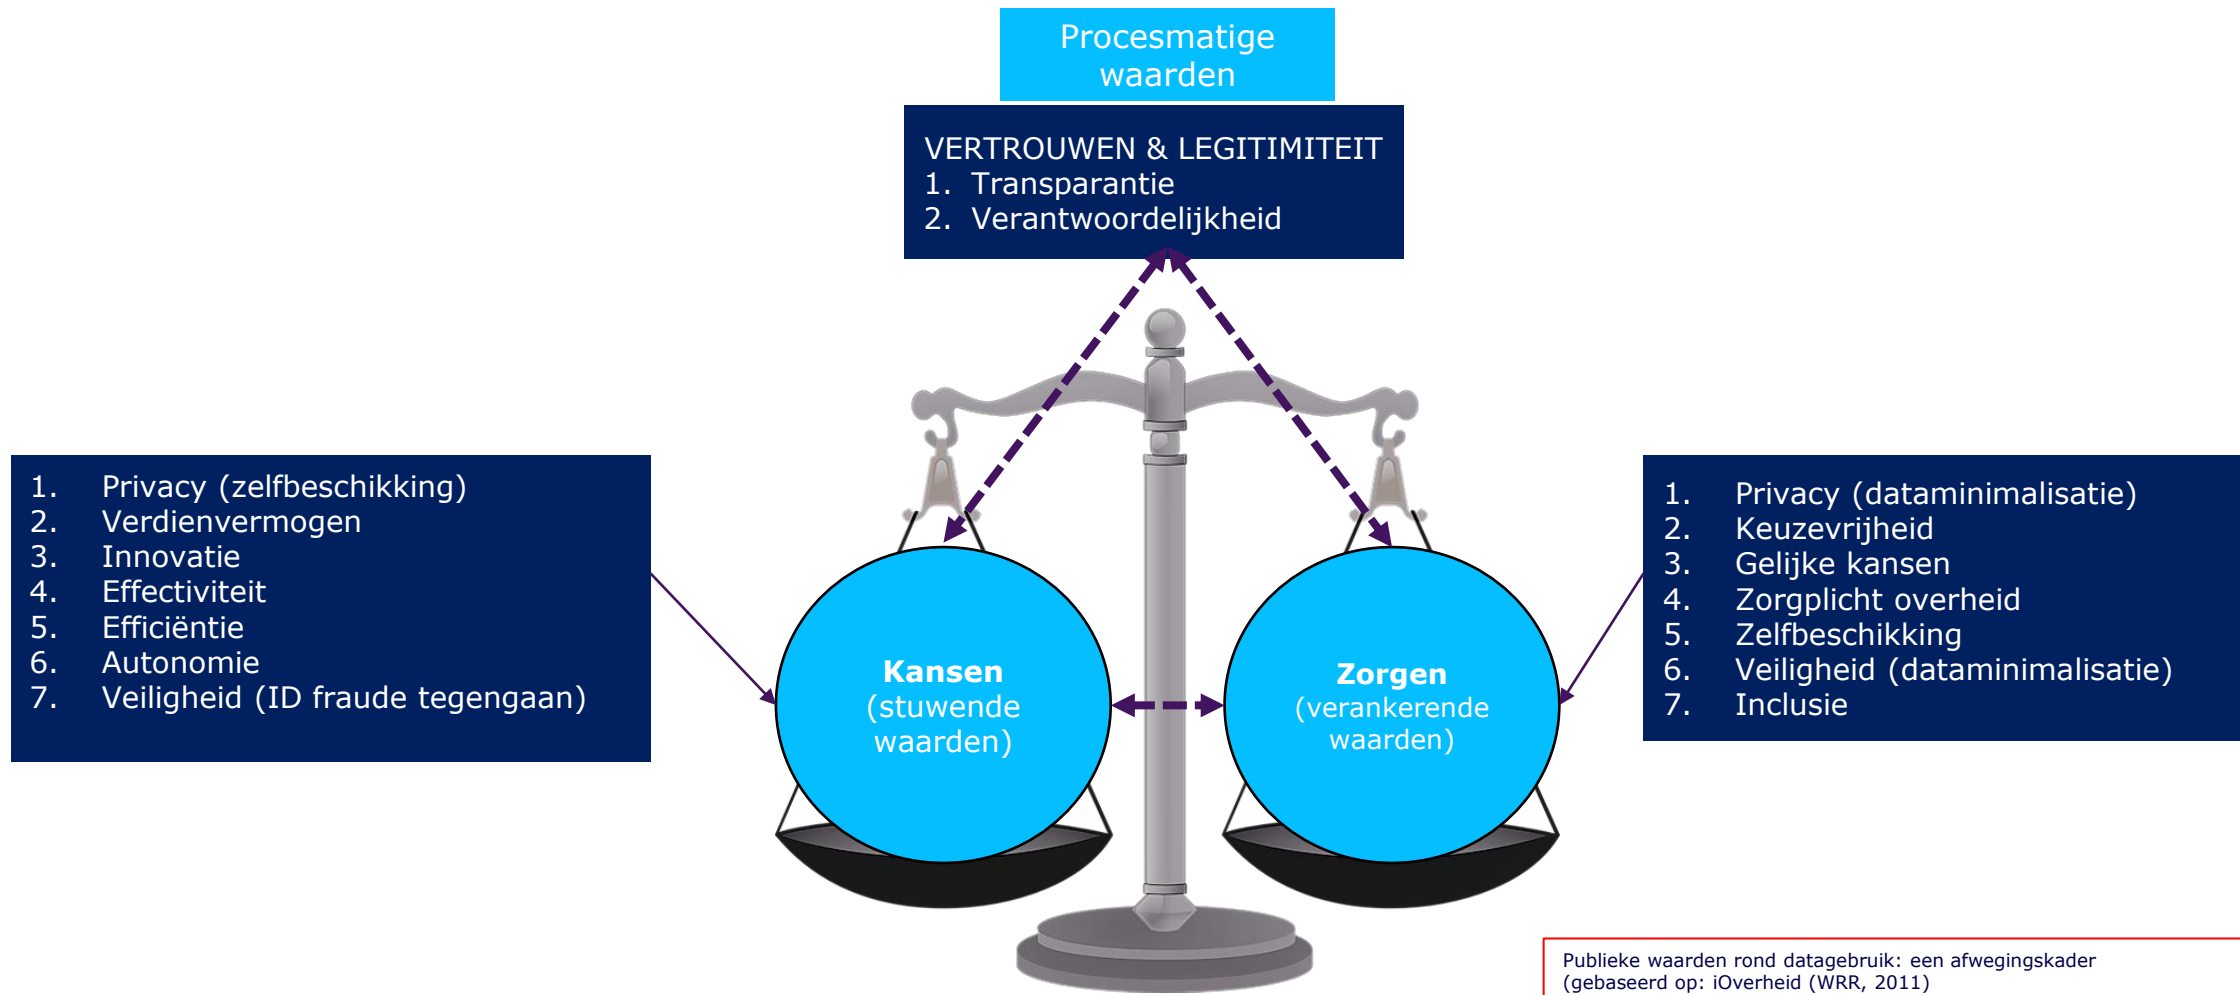 Procesmatige
waarden
VERTROUWEN & LEGITIMITEIT
1. Transparantie
2. Verantwoordelijkheid
1. Privacy (zelfbeschikking)
2. Verdienvermogen
3. Innovatie
4. Effectiviteit
5. Efficiëntie
6. Autonomie
7. Veiligheid (ID fraude tegengaan)
Kansen
(stuwende
waarden)
Zorgen
(verankerende
waarden)
1. Privacy (dataminimalisatie)
2. Keuzevrijheid
3. Gelijke kansen
4. Zorgplicht overheid
5. Zelfbeschikking
6. Veiligheid (dataminimalisatie)
7. Inclusie
Publieke waarden rond datagebruik: een afwegingskader
(gebaseerd op: iOverheid (WRR, 2011)